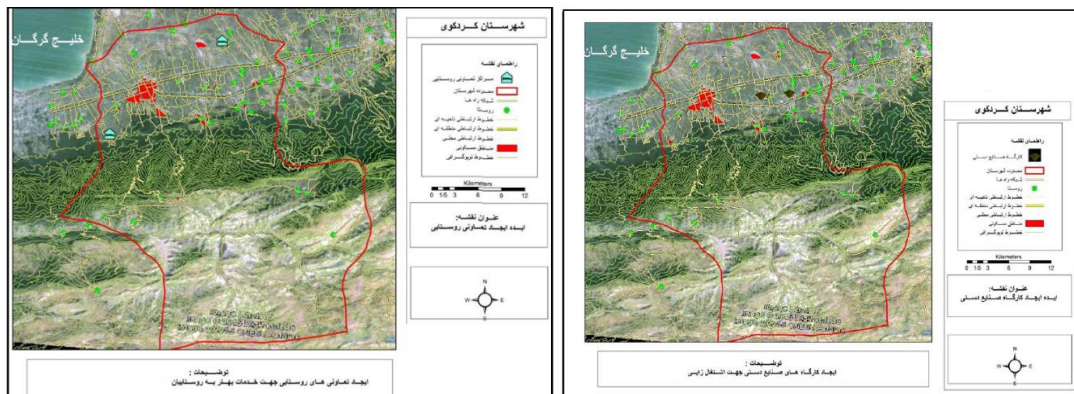 خلیج گرگان
شهرستان کردکوی
راهنمای نقشه
مراکز تعاونی روستایی
محدوده شهرستان
شبکه راه ها
روستا
خطوط ارتباطی ناحیه ای
خطوط ارتباطی منطقه ای
خطوط ارتباطی محلی
مناطق مسکونی
خطوط توپوگرافی
Kilometers
0 1.5 3 6 9 12
عنوان نقشه:
ایده ایجاد تعاونی روستایی
N
W E
S
توضیحات :
ایجاد تعاونی های روستایی جهت خدمات بهتر به روستاییان
خلیج گرگان
شهرستان کردکوی
راهنمای نقشه
کارگاه صنایع دستی
محدوده شهرستان
شبکه راه ها
روستا
خطوط ارتباطی ناحیه ای
خطوط ارتباطی منطقه ای
خطوط ارتباطی محلی
مناطق مسکونی
خطوط توپوگرافی
Kilometers
0 1.5 3 6 9 12
عنوان نقشه:
ایده ایجاد کارگاه صنایع دستی
N
W E
S
توضیحات :
ایجاد کارگاه های صنایع دستی جهت اشتغال زایی